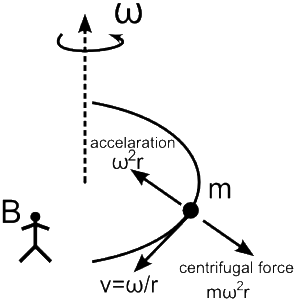 ω
accelaration
ω²r
m
B
v=ω/r
centrifugal force
mω²r